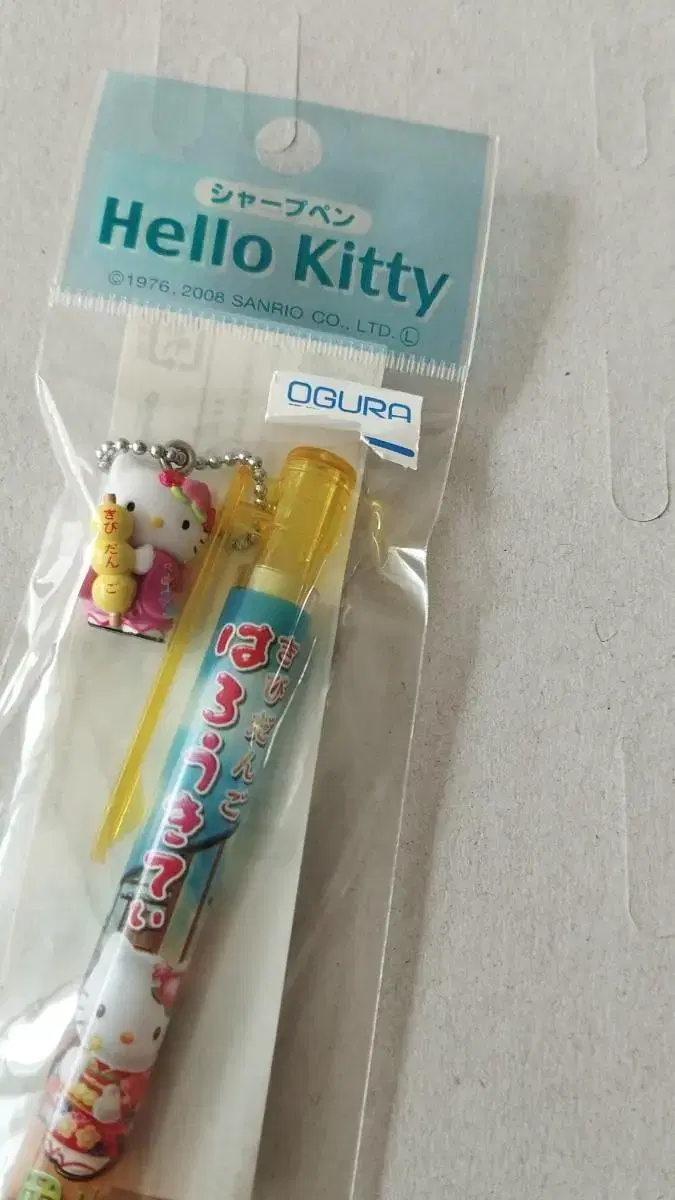 シャープペン
Hello Kitty
©1976, 2008 SANRIO CO., LTD. Ⓛ
OGURA
きびだんご
きびだんご
はろうきてぃ